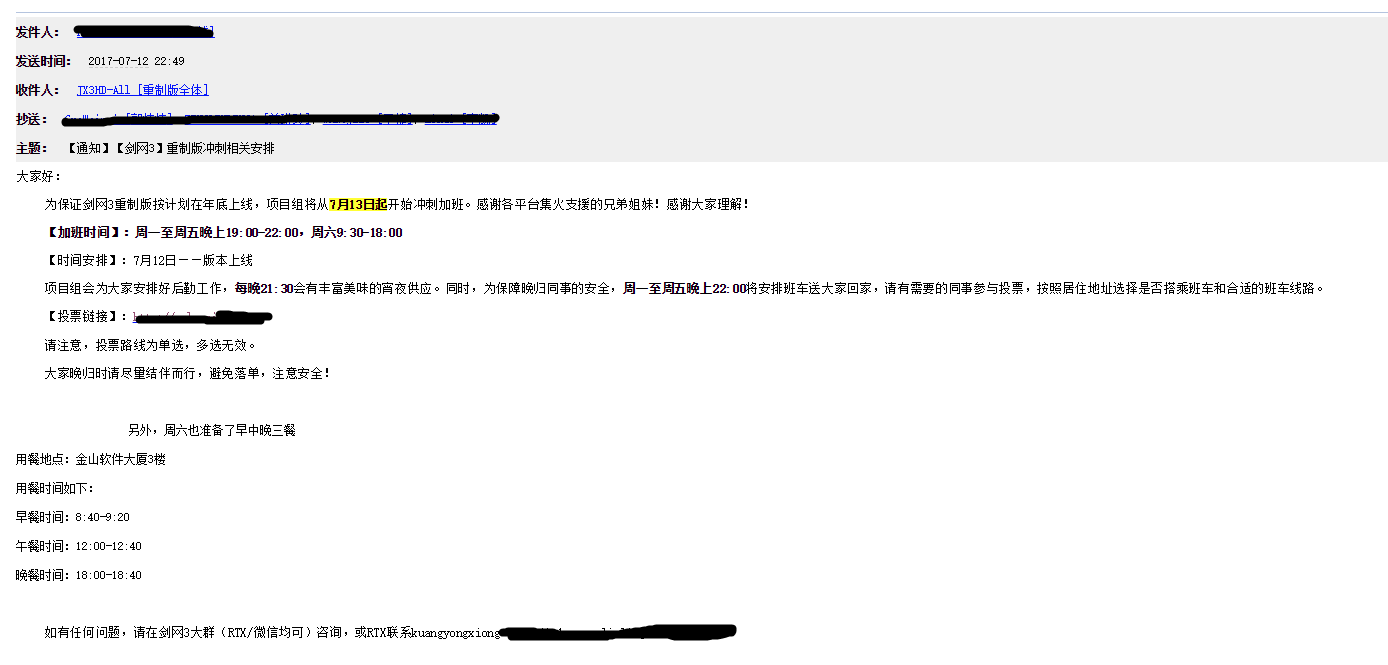 发件人：
发送时间： 2017-07-12 22:49
收件人： JX3HD-All [重制版全体]
抄送：
主题： 【通知】【剑网3】重制版冲刺相关安排
大家好：
为保证剑网3重制版按计划在年底上线，项目组将从7月13日起开始冲刺加班。感谢各平台集火支援的兄弟姐妹！感谢大家理解！
【加班时间】：周一至周五晚上19:00-22:00，周六9:30-18:00
【时间安排】：7月12日——版本上线
项目组会为大家安排好后勤工作，每晚21:30会有丰富美味的宵夜供应。同时，为保障晚归同事的安全，周一至周五晚上22:00将安排班车送大家回家，请有需要的同事参与投票，按照居住地址选择是否搭乘班车和合适的班车线路。
【投票链接】：
请注意，投票路线为单选，多选无效。
大家晚归时请尽量结伴而行，避免落单，注意安全！
另外，周六也准备了早中晚三餐
用餐地点：金山软件大厦3楼
用餐时间如下：
早餐时间：8:40-9:20
午餐时间：12:00-12:40
晚餐时间：18:00-18:40
如有任何问题，请在剑网3大群（RTX/微信均可）咨询，或RTX联系kuangyongxiong